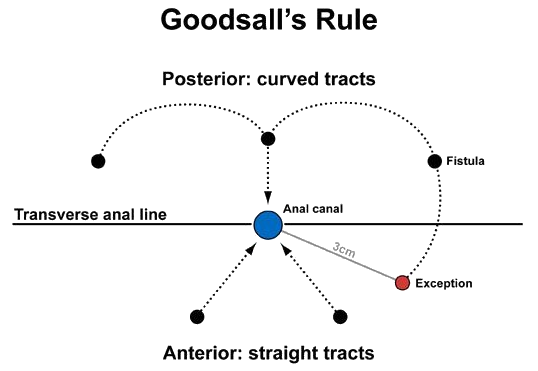 Goodsall's Rule
Posterior: curved tracts
Fistula
Transverse anal line
Anal canal
3cm
Exception
Anterior: straight tracts